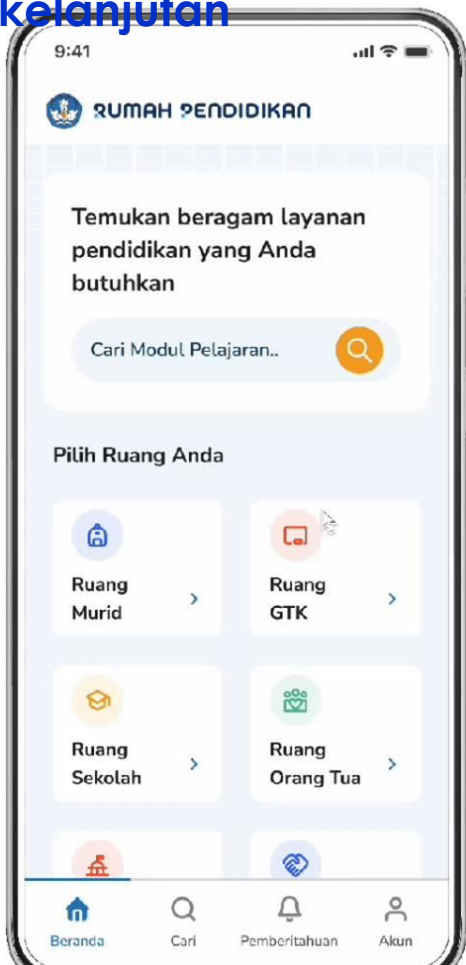 kelanjutan
9:41
RUMAH PENDIDIKAN
Temukan beragam layanan
pendidikan yang Anda
butuhkan
Cari Modul Pelajaran..
Pilih Ruang Anda
Ruang
Murid
Ruang
GTK
Ruang
Sekolah
Ruang
Orang Tua
Beranda
Cari
Pemberitahuan
Akun